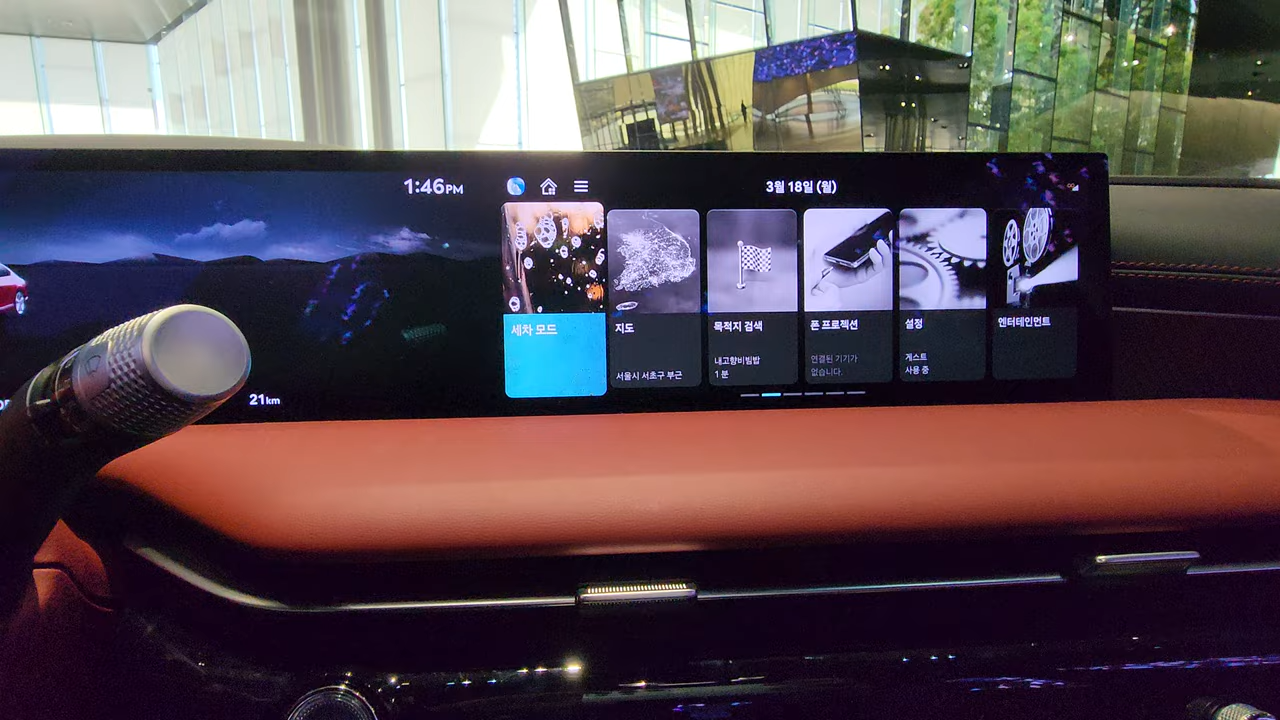 1:46PM
3월 18일 (월)
세차 모드
지도
서울시 서초구 부근
목적지 검색
내고향비빔밥
1 분
폰 프로젝션
연결된 기기가
없습니다.
설정
게스트
사용 중
엔터테인먼트
21km